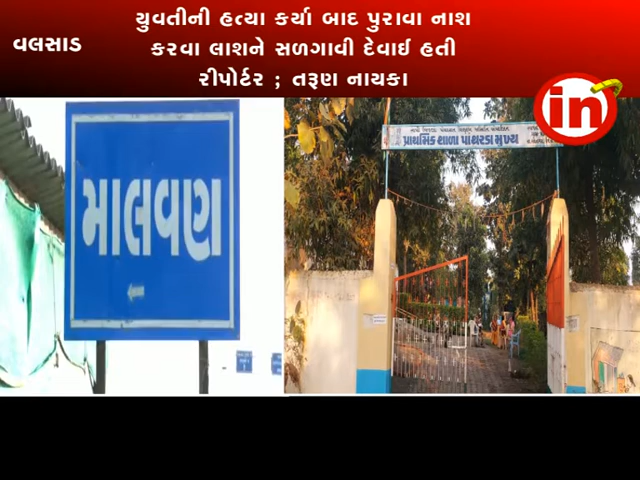 વલસાડ
યુવતીની હત્યા કર્યા બાદ પુરાવા નાશ
કરવા લાશને સળગાવી દેવાઈ હતી
રીપોર્ટર ; તરૂણ નાયકા
in
માલવણ
પ્રાથમિક શાળા પાથરડા મુખ્ય